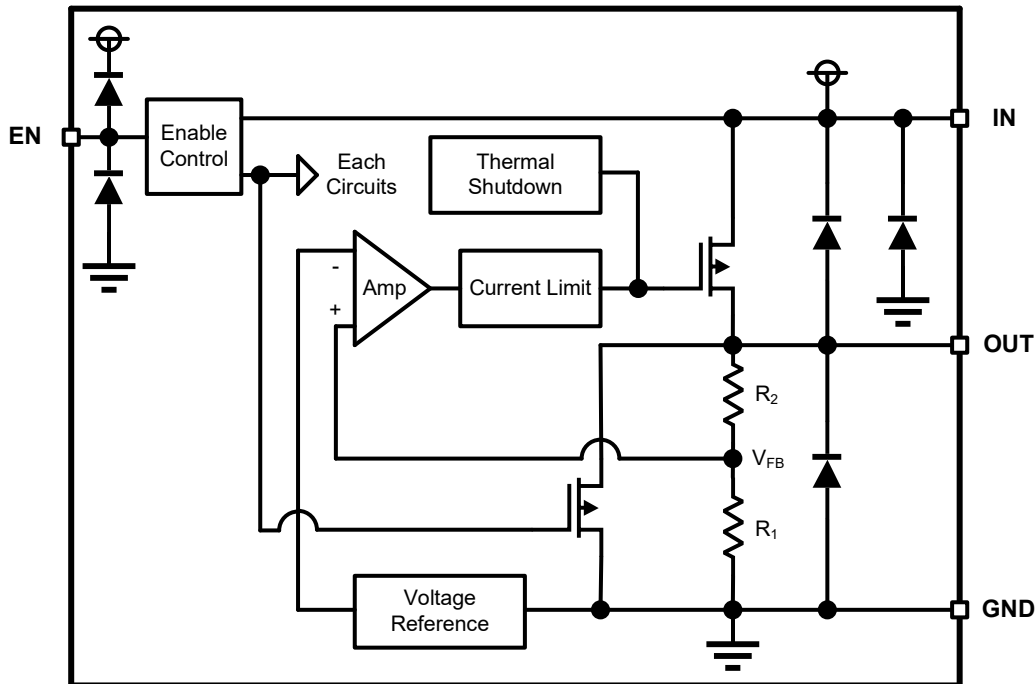 EN
Enable
Control
Each
Circuits
Thermal
Shutdown
IN
-
Amp
+
Current Limit
OUT
R2
VFB
R1
Voltage
Reference
GND